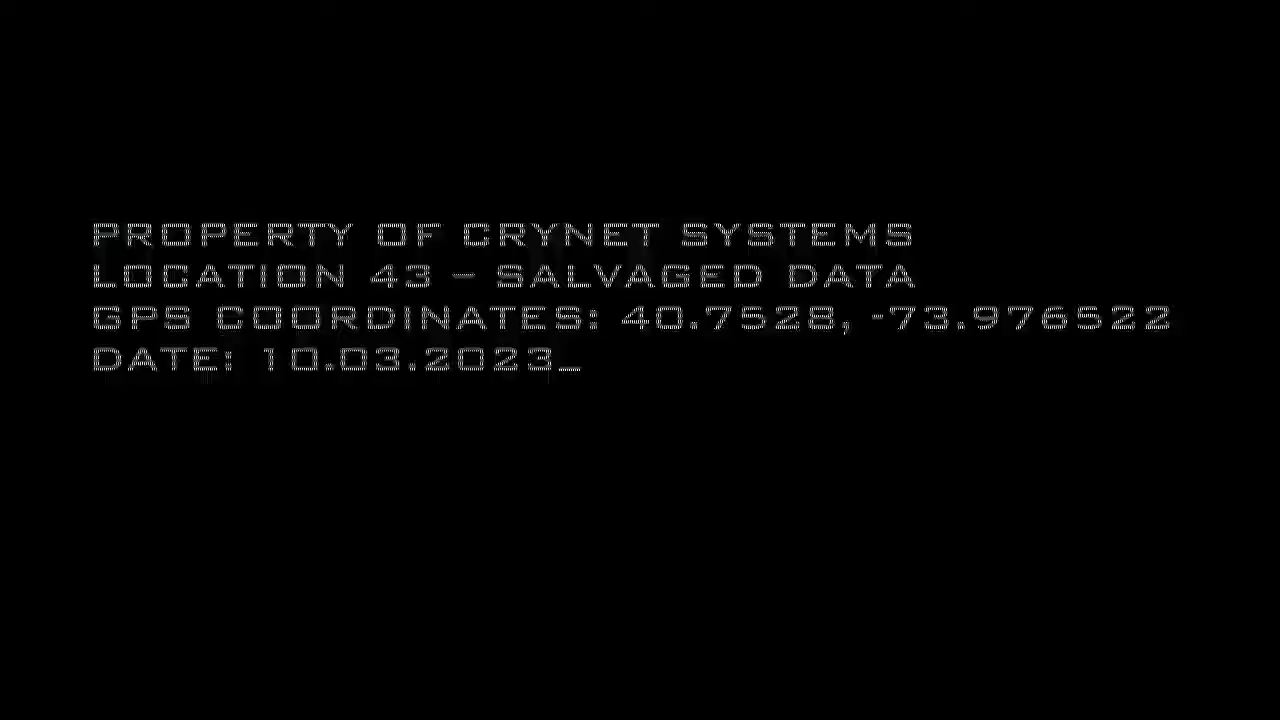 PROPERTY OF CRYNET SYSTEMS
LOCATION 43 – SALVAGED DATA
GPS COORDINATES: 40.7528, -73.976522
DATE: 10.03.2023_